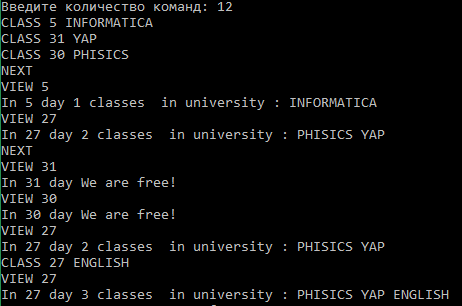 Введите количество команд: 12
CLASS 5 INFORMATICA
CLASS 31 YAP
CLASS 30 PHISICS
NEXT
VIEW 5
In 5 day 1 classes  in university : INFORMATICA
VIEW 27
In 27 day 2 classes  in university : PHISICS YAP
NEXT
VIEW 31
In 31 day We are free!
VIEW 30
In 30 day We are free!
VIEW 27
In 27 day 2 classes  in university : PHISICS YAP
CLASS 27 ENGLISH
VIEW 27
In 27 day 3 classes  in university : PHISICS YAP ENGLISH